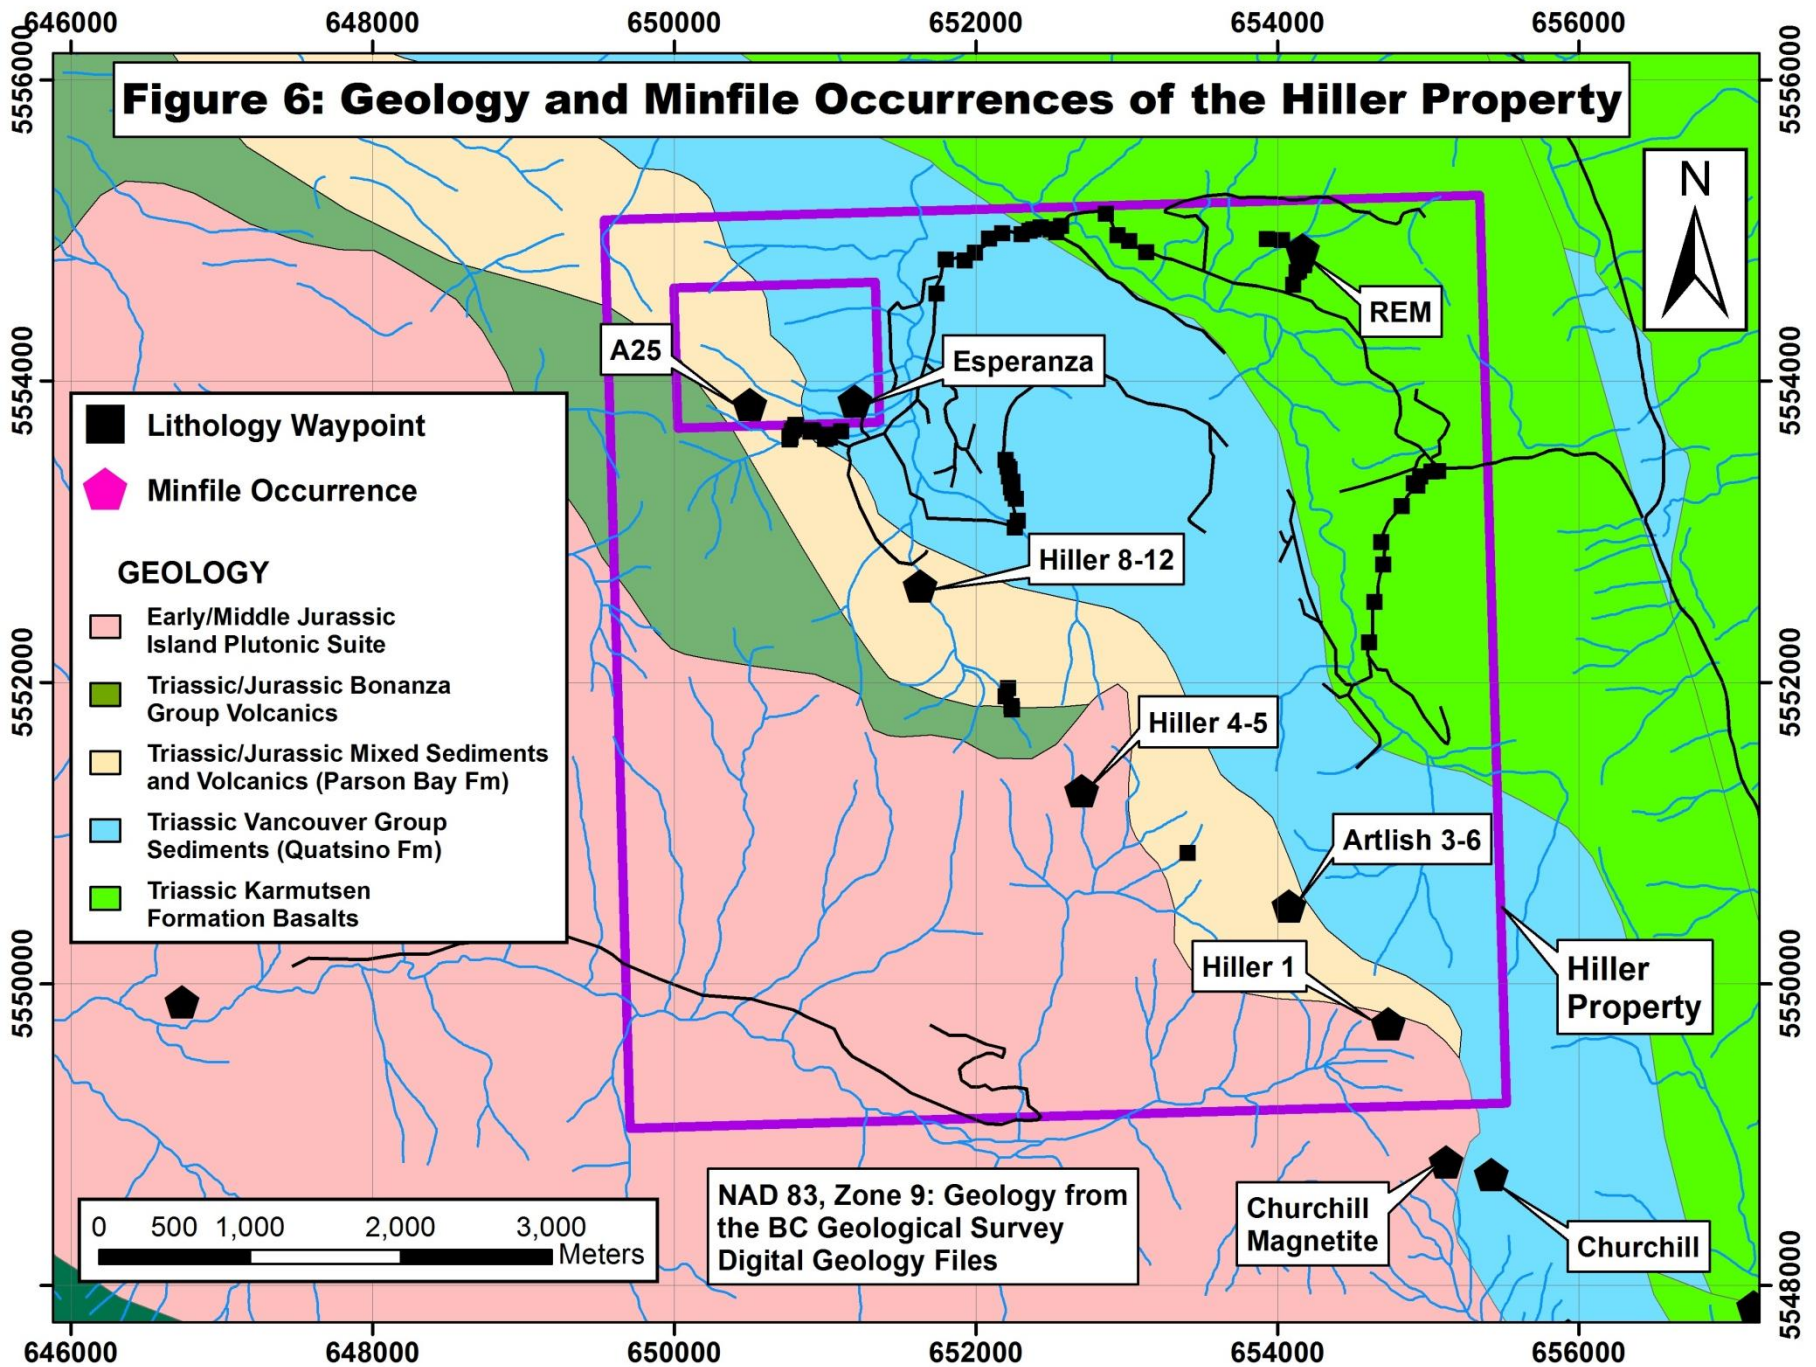 646000 648000 650000 652000 654000 656000
5556000
5556000
Figure 6: Geology and Minfile Occurrences of the Hiller Property
N
REM
A25
Esperanza
5554000
5554000
Lithology Waypoint
Minfile Occurrence
Hiller 8-12
GEOLOGY
Early/Middle Jurassic
Island Plutonic Suite
Triassic/Jurassic Bonanza
Group Volcanics
Triassic/Jurassic Mixed Sediments
and Volcanics (Parson Bay Fm)
Triassic Vancouver Group
Sediments (Quatsino Fm)
Triassic Karmutsen
Formation Basalts
5552000
5552000
Hiller 4-5
Artlish 3-6
Hiller 1
Hiller
Property
5550000
5550000
NAD 83, Zone 9: Geology from
the BC Geological Survey
Digital Geology Files
Churchill
Magnetite
Churchill
0 500 1,000 2,000 3,000
Meters
5548000
5548000
646000 648000 650000 652000 654000 656000